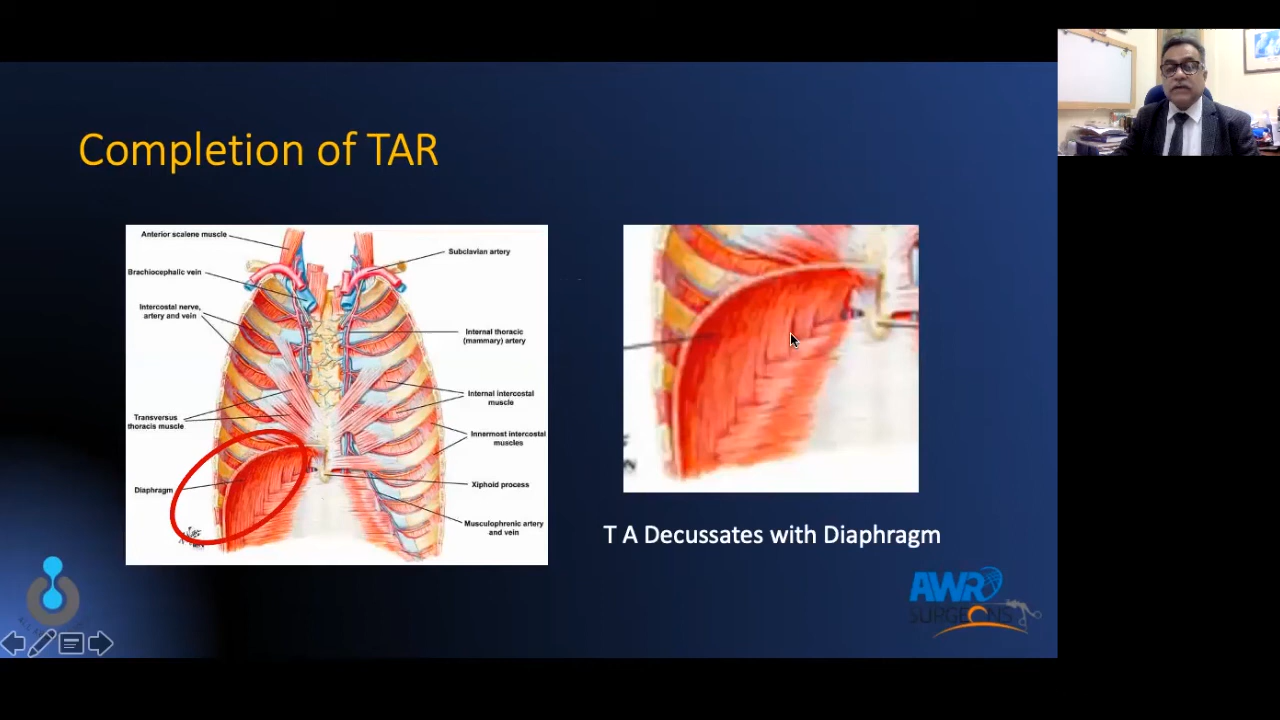 Completion of TAR
Anterior scalene muscle
Subclavian artery
Brachiocephalic vein
Intercostal nerve,
artery and vein
Internal thoracic
(mammary) artery
Internal intercostal
muscle
Transversus
thoracis muscle
Innermost intercostal
muscles
Diaphragm
Xiphoid process
Musculophrenic artery
and vein
T A Decussates with Diaphragm
AWR
SURGEONS